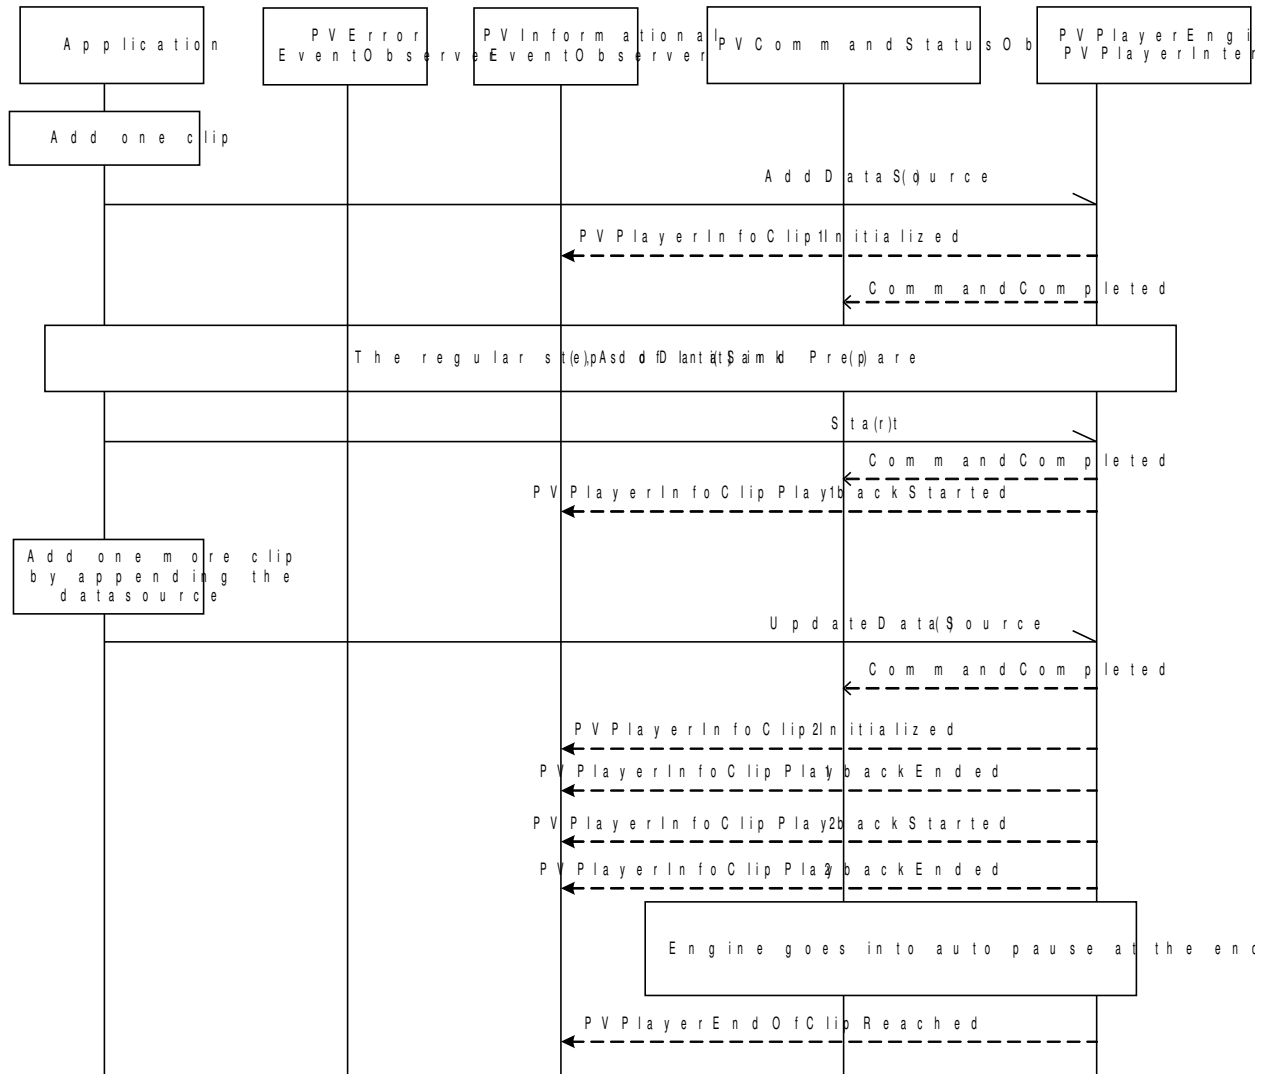 Application
PVError
EventObserver
PVInformational
EventObserver
PVCommandStatusOb
PVPlayerEngi
PVPlayerInter
Add one clip
AddDataSource()
PVPlayerInfoClip1Initialized
CommandCompleted
The regular steps of Init(), AddDataSink() and Prepare()
Start()
CommandCompleted
PVPlayerInfoClip1PlaybackStarted
Add one more clip
by appending the
datasource
UpdateDataSource()
CommandCompleted
PVPlayerInfoClip2Initialized
PVPlayerInfoClip1PlaybackEnded
PVPlayerInfoClip2PlaybackStarted
PVPlayerInfoClip2PlaybackEnded
Engine goes into auto pause at the end
PVPlayerEndOfClipReached